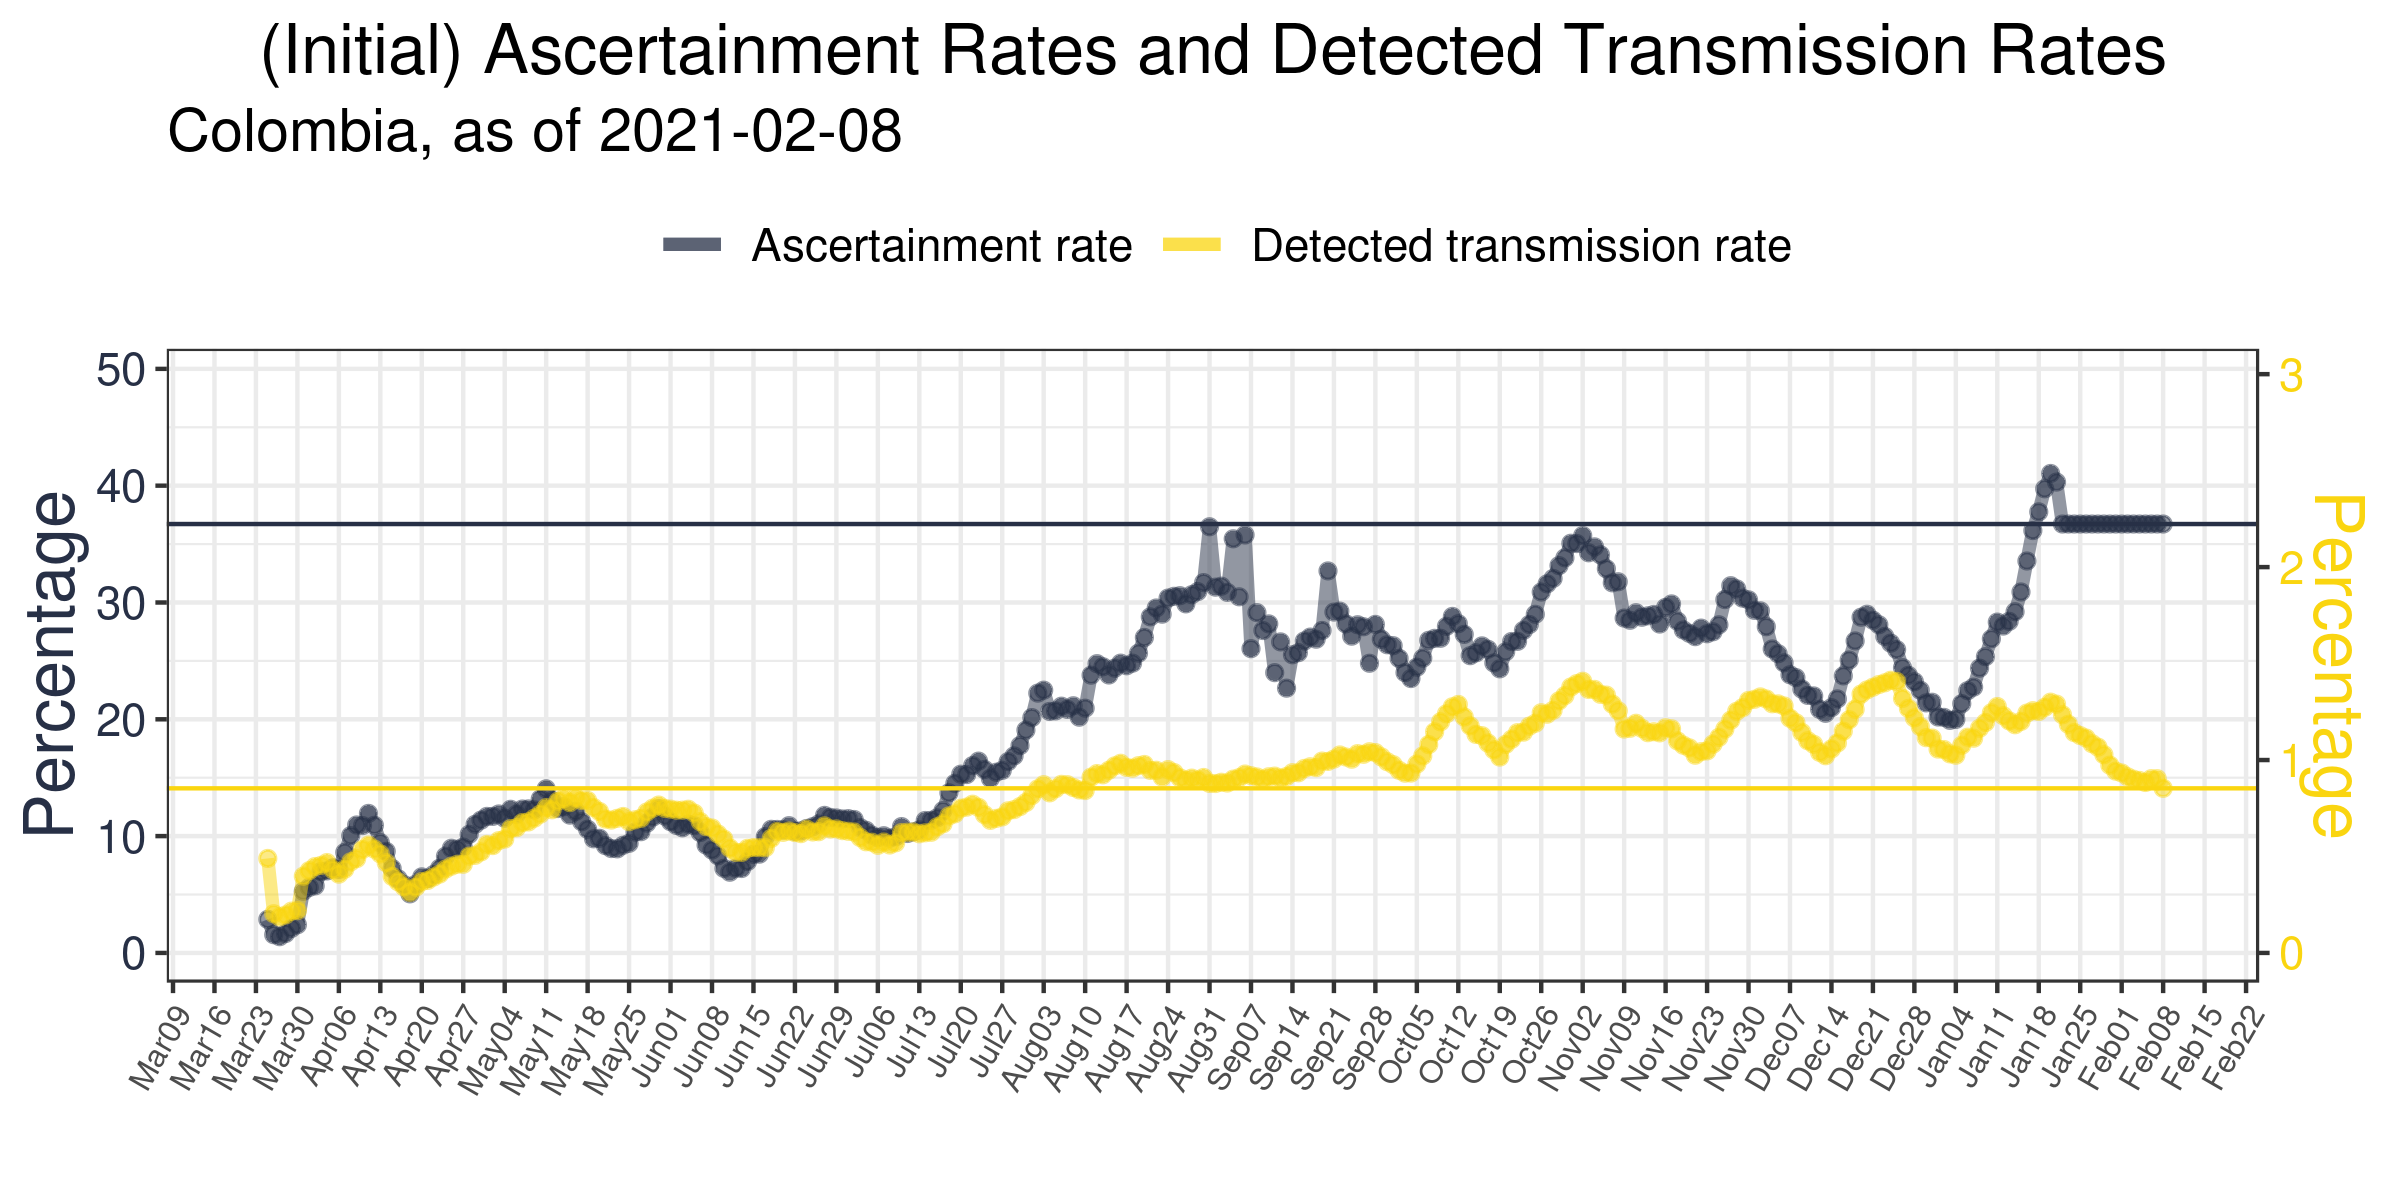 (Initial) Ascertainment Rates and Detected Transmission Rates
Colombia, as of 2021-02-08
Ascertainment rate
Detected transmission rate
Percentage
50
40
30
20
10
0
3
2
1
0
Percentage
Mar09
Mar16
Mar23
Mar30
Apr06
Apr13
Apr20
Apr27
May04
May11
May18
May25
Jun01
Jun08
Jun15
Jun22
Jun29
Jul06
Jul13
Jul20
Jul27
Aug03
Aug10
Aug17
Aug24
Aug31
Sep07
Sep14
Sep21
Sep28
Oct05
Oct12
Oct19
Oct26
Nov02
Nov09
Nov16
Nov23
Nov30
Dec07
Dec14
Dec21
Dec28
Jan04
Jan11
Jan18
Jan25
Feb01
Feb08
Feb15
Feb22